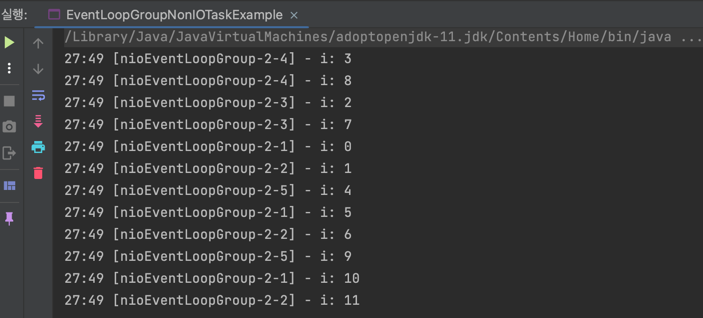 실행: EventLoopGroupNonIOTaskExample ×
/Library/Java/JavaVirtualMachines/adoptopenjdk-11.jdk/Contents/Home/bin/java ...
27:49 [nioEventLoopGroup-2-4] - i: 3
27:49 [nioEventLoopGroup-2-4] - i: 8
27:49 [nioEventLoopGroup-2-3] - i: 2
27:49 [nioEventLoopGroup-2-3] - i: 7
27:49 [nioEventLoopGroup-2-1] - i: 0
27:49 [nioEventLoopGroup-2-2] - i: 1
27:49 [nioEventLoopGroup-2-5] - i: 4
27:49 [nioEventLoopGroup-2-1] - i: 5
27:49 [nioEventLoopGroup-2-2] - i: 6
27:49 [nioEventLoopGroup-2-5] - i: 9
27:49 [nioEventLoopGroup-2-1] - i: 10
27:49 [nioEventLoopGroup-2-2] - i: 11